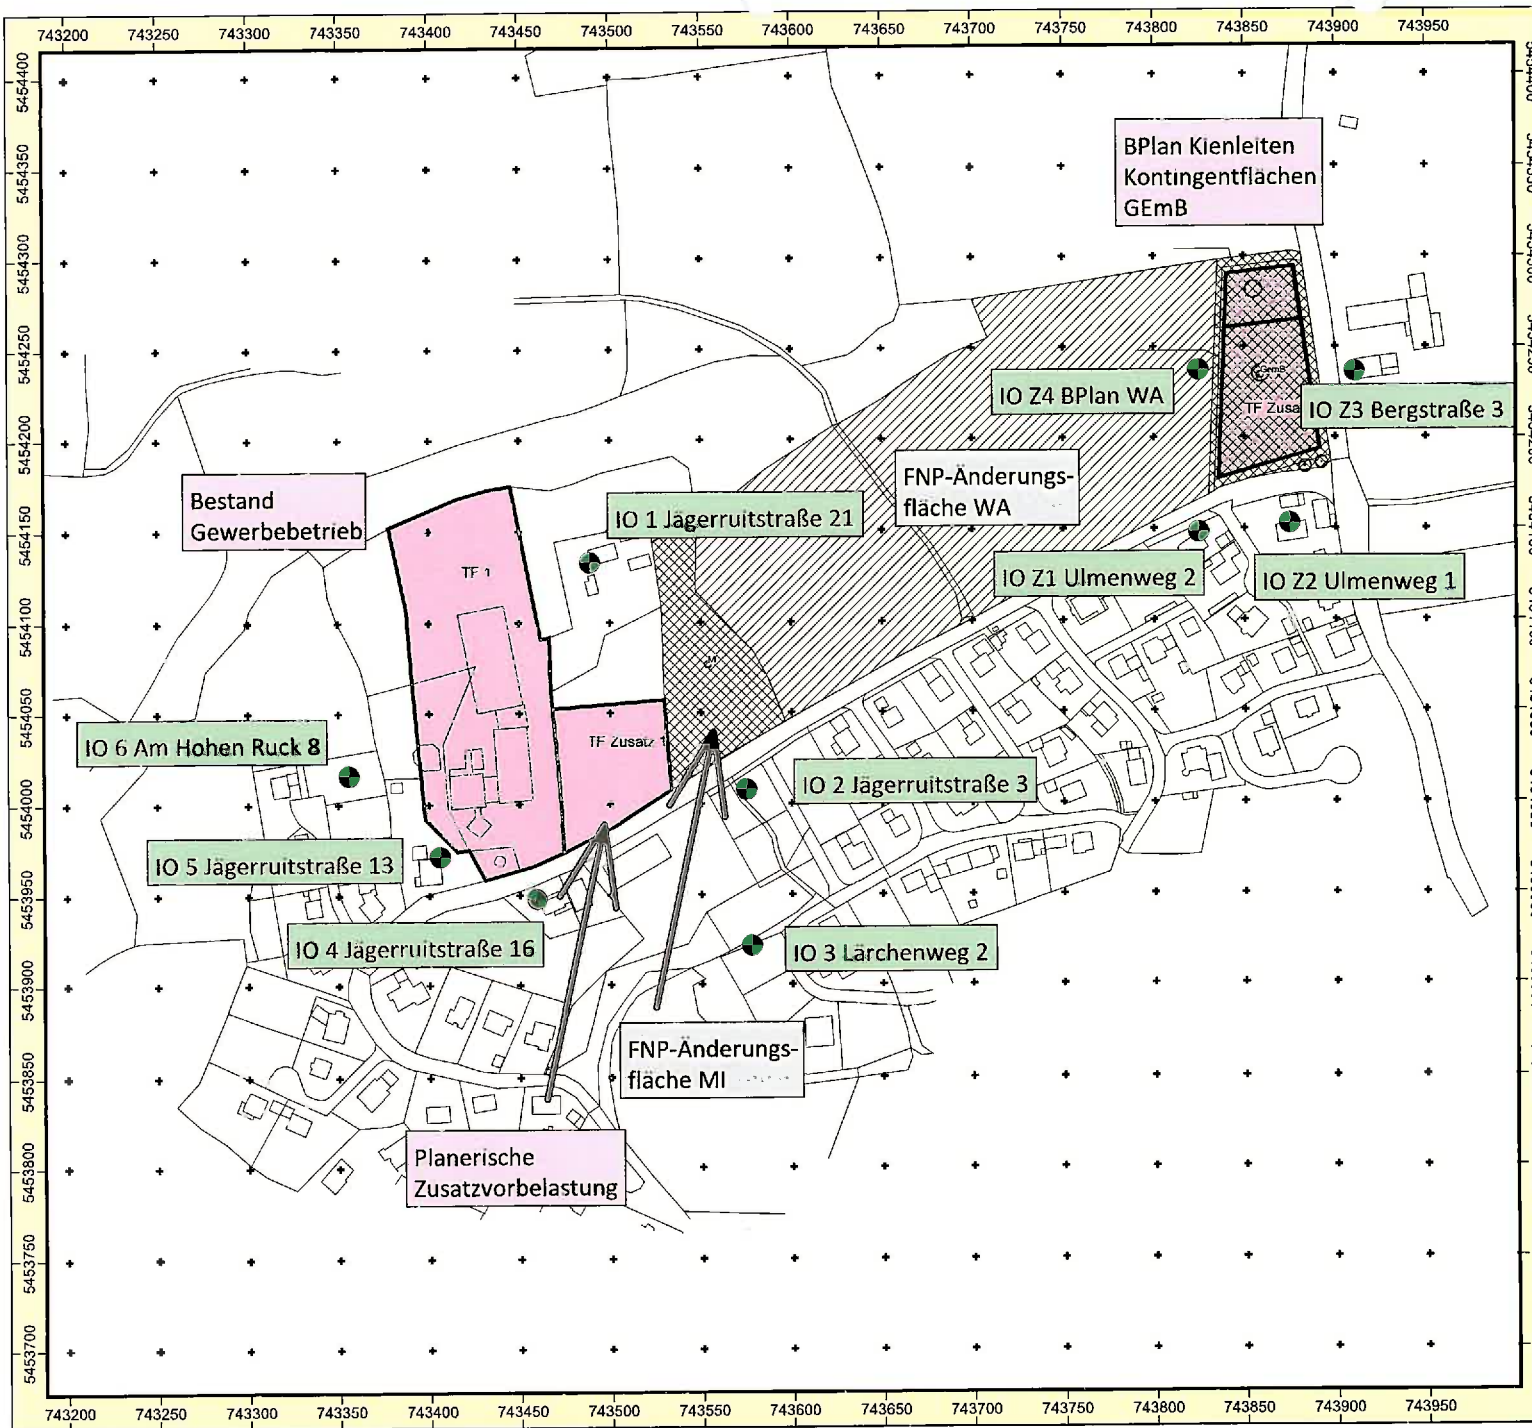 743200 743250 743300 743350 743400 743450 743500 743550 743600 743650 743700 743750 743800 743850 743900 743950
5454400
5454350
5454300
5454250
5454200
5454150
5454100
5454050
5454000
5453950
5453900
5453850
5453800
5453750
5453700
BPlan Kienleiten
Kontingentflächen
GEmB
IO Z4 BPlan WA
GemB
TF Zusa
IO Z3 Bergstraße 3
FNP-Änderungs-
fläche WA
Bestand
Gewerbebetrieb
IO 1 Jägerruitstraße 21
TF 1
IO Z1 Ulmenweg 2
IO Z2 Ulmenweg 1
IO 6 Am Hohen Ruck 8
TF Zusatz 1
IO 2 Jägerruitstraße 3
IO 5 Jägerruitstraße 13
IO 4 Jägerruitstraße 16
IO 3 Lärchenweg 2
FNP-Änderungs-
fläche MI
Planerische
Zusatzvorbelastung
743200 743250 743300 743350 743400 743450 743500 743550 743600 743650 743700 743750 743800 743850 743900 743950